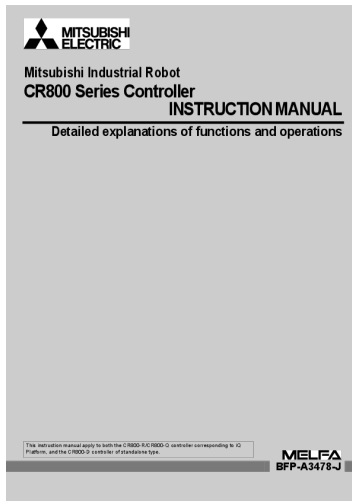 MITSUBISHI
ELECTRIC
Mitsubishi Industrial Robot
CR800 Series Controller
INSTRUCTION MANUAL
Detailed explanations of functions and operations
This instruction manual apply to both the CR800-R/CR800-Q controller corresponding to iQ
Platform, and the CR800-D controller of standalone type.
MELFA
BFP-A3478-J